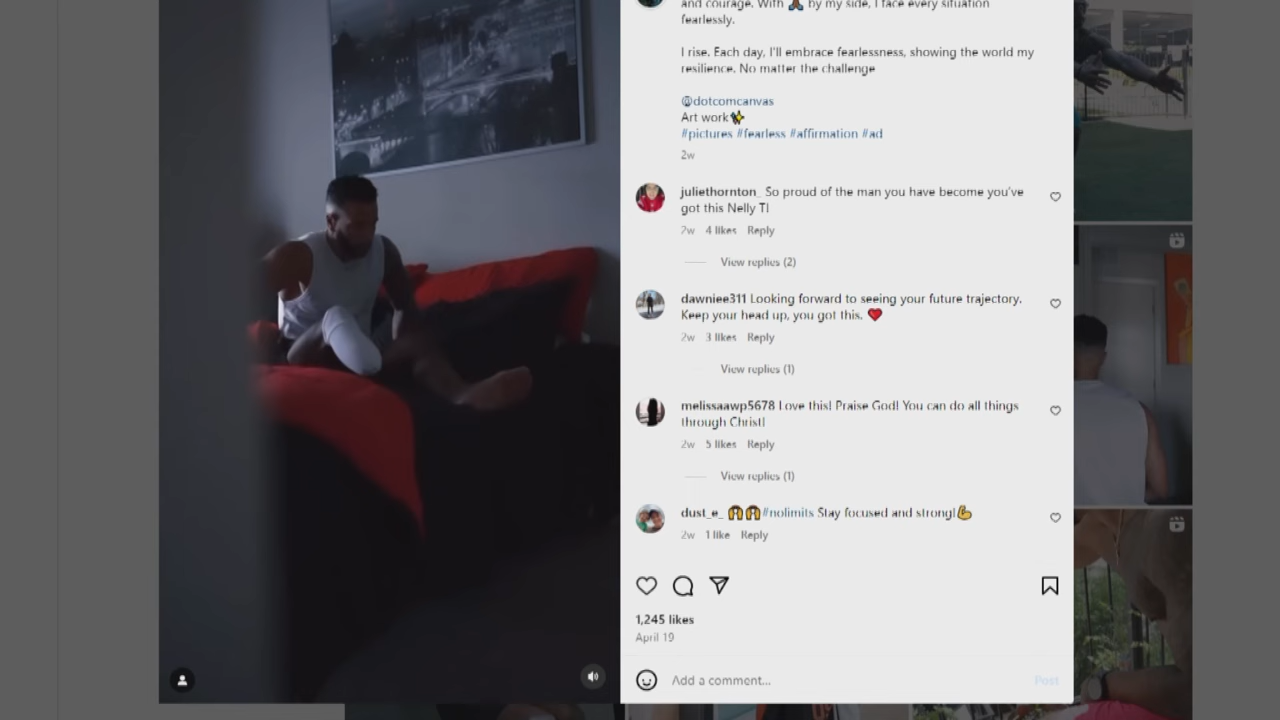 and courage. With 🙏🏾 by my side, I face every situation
fearlessly.
I rise. Each day, I'll embrace fearlessness, showing the world my
resilience. No matter the challenge
@dotcomcanvas
Art work✨
#pictures #fearless #affirmation #ad
2w
juliethornton_ So proud of the man you have become you've
got this Nelly T!
2w 4 likes Reply
View replies (2)
dawniee311 Looking forward to seeing your future trajectory.
Keep your head up, you got this. ❤️
2w 3 likes Reply
View replies (1)
melissaawp5678 Love this! Praise God! You can do all things
through Christ!
2w 5 likes Reply
View replies (1)
dust_e_ 🙌🙌#nolimits Stay focused and strong!💪
2w 1 like Reply
1,245 likes
April 19
Add a comment...
Post